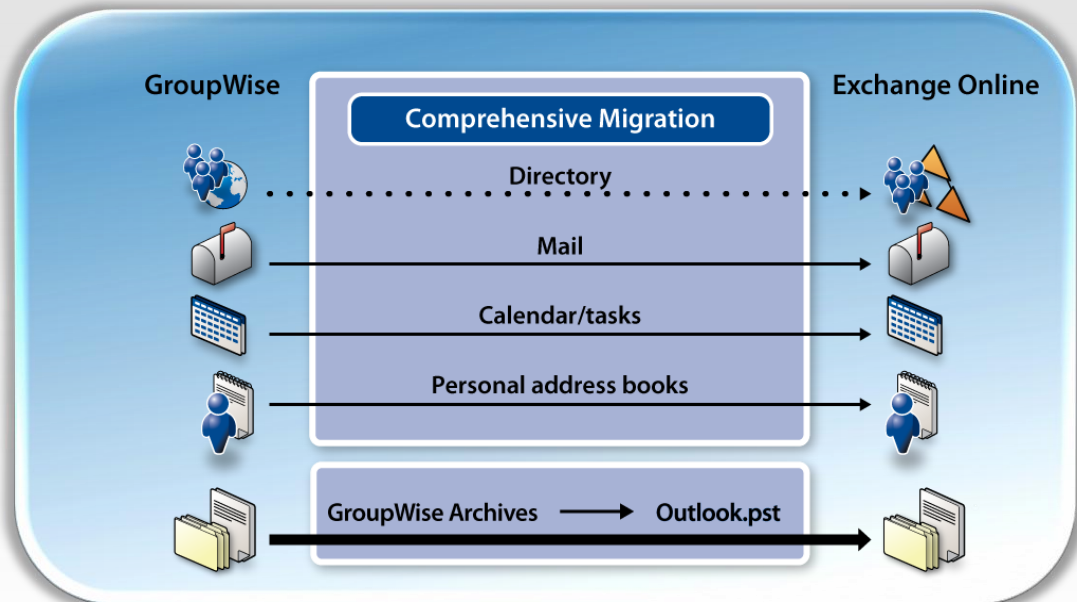 GroupWise
Exchange Online
Comprehensive Migration
Directory
Mail
Calendar/tasks
Personal address books
GroupWise Archives
Outlook.pst